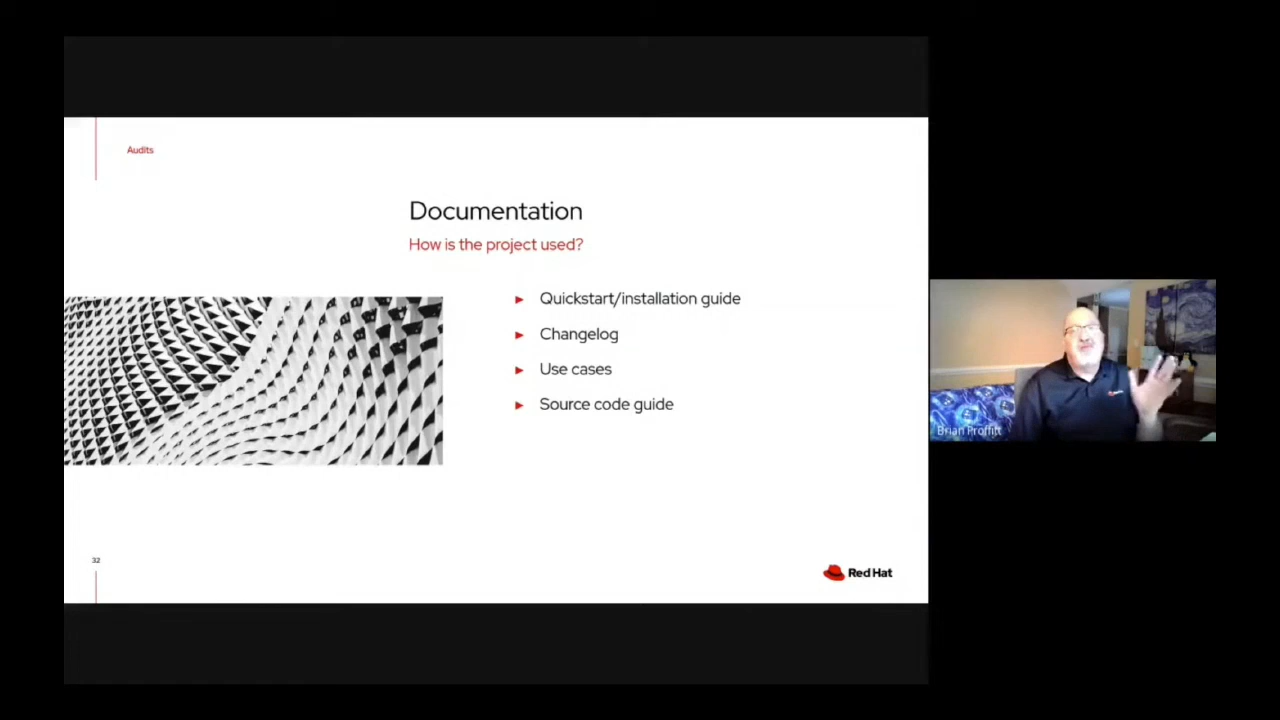 Audits
Documentation
How is the project used?
Quickstart/installation guide
Changelog
Use cases
Source code guide
Brian Proffitt
32
Red Hat